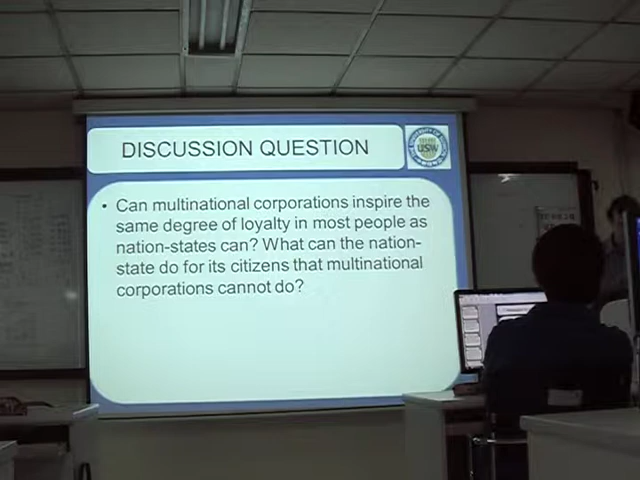 DISCUSSION QUESTION
USW
• Can multinational corporations inspire the
same degree of loyalty in most people as
nation-states can? What can the nation-
state do for its citizens that multinational
corporations cannot do?